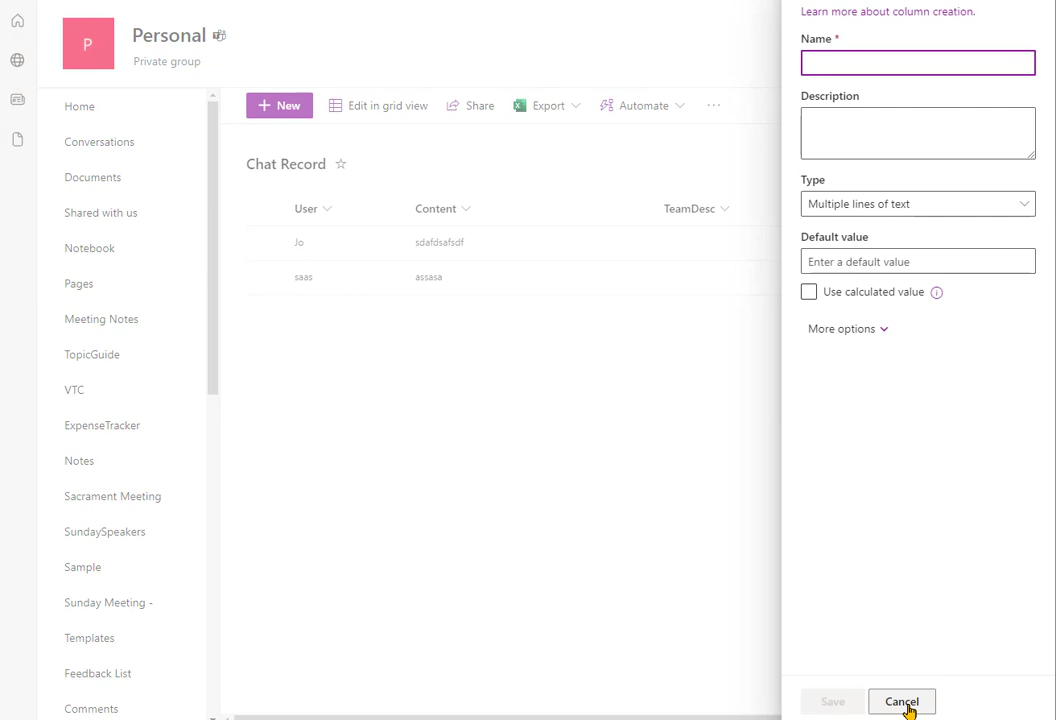 P
Personal
Private group
Home
Conversations
Documents
Shared with us
Notebook
Pages
Meeting Notes
TopicGuide
VTC
ExpenseTracker
Notes
Sacrament Meeting
SundaySpeakers
Sample
Sunday Meeting -
Templates
Feedback List
Comments
New
Edit in grid view
Share
Export
Automate
Chat Record
User Content TeamDesc
Jo sdafdsafsdf
saas assasa
Learn more about column creation.
Name *
Description
Type
Multiple lines of text
Default value
Enter a default value
Use calculated value
More options
Save Cancel